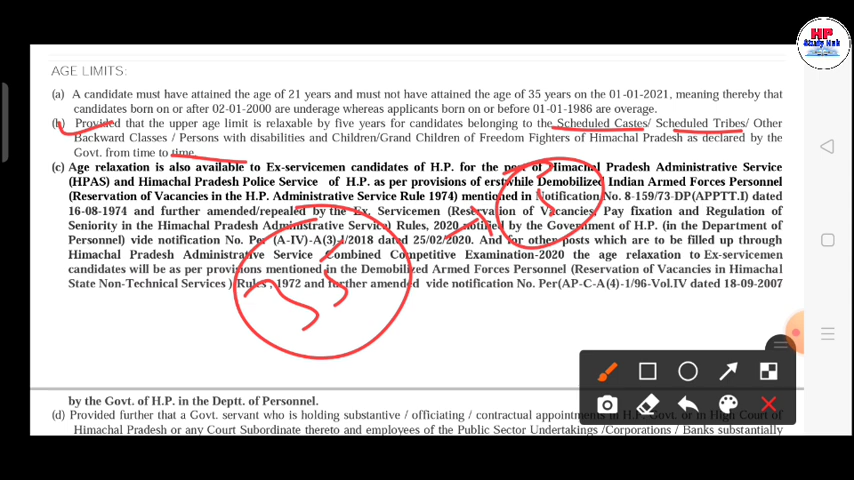 HP
Study Hub
AGE LIMITS:
(a) A candidate must have attained the age of 21 years and must not have attained the age of 35 years on the 01-01-2021, meaning thereby that
candidates born on or after 02-01-2000 are underage whereas applicants born on or before 01-01-1986 are overage.
(b) Provided that the upper age limit is relaxable by five years for candidates belonging to the Scheduled Castes/ Scheduled Tribes/ Other
Backward Classes / Persons with disabilities and Children/Grand Children of Freedom Fighters of Himachal Pradesh as declared by the
Govt. from time to time.
(c) Age relaxation is also available to Ex-servicemen candidates of H.P. for the post of Himachal Pradesh Administrative Service
(HPAS) and Himachal Pradesh Police Service of H.P. as per provisions of erstwhile Demobilized Indian Armed Forces Personnel
(Reservation of Vacancies in the H.P. Administrative Service Rule 1974) mentioned in Notification No. 8-159/73-DP(APPTT.I) dated
16-08-1974 and further amended/repealed by the Ex. Servicemen (Reservation of Vacancies, Pay fixation and Regulation of
Seniority in the Himachal Pradesh Administrative Service) Rules, 2020 notified by the Government of H.P. (in the Department of
Personnel) vide notification No. Per (A-IV)-A(3)-1/2018 dated 25/02/2020. And for other posts which are to be filled up through
Himachal Pradesh Administrative Service Combined Competitive Examination-2020 the age relaxation to Ex-servicemen
candidates will be as per provisions mentioned in the Demobilized Armed Forces Personnel (Reservation of Vacancies in Himachal
State Non-Technical Services ) Rules , 1972 and further amended vide notification No. Per(AP-C-A(4)-1/96-Vol.IV dated 18-09-2007
by the Govt. of H.P. in the Deptt. of Personnel.
(d) Provided further that a Govt. servant who is holding substantive / officiating / contractual appointments in H.P. Govt. or in High Court of
Himachal Pradesh or any Court Subordinate thereto and employees of the Public Sector Undertakings /Corporations / Banks substantially